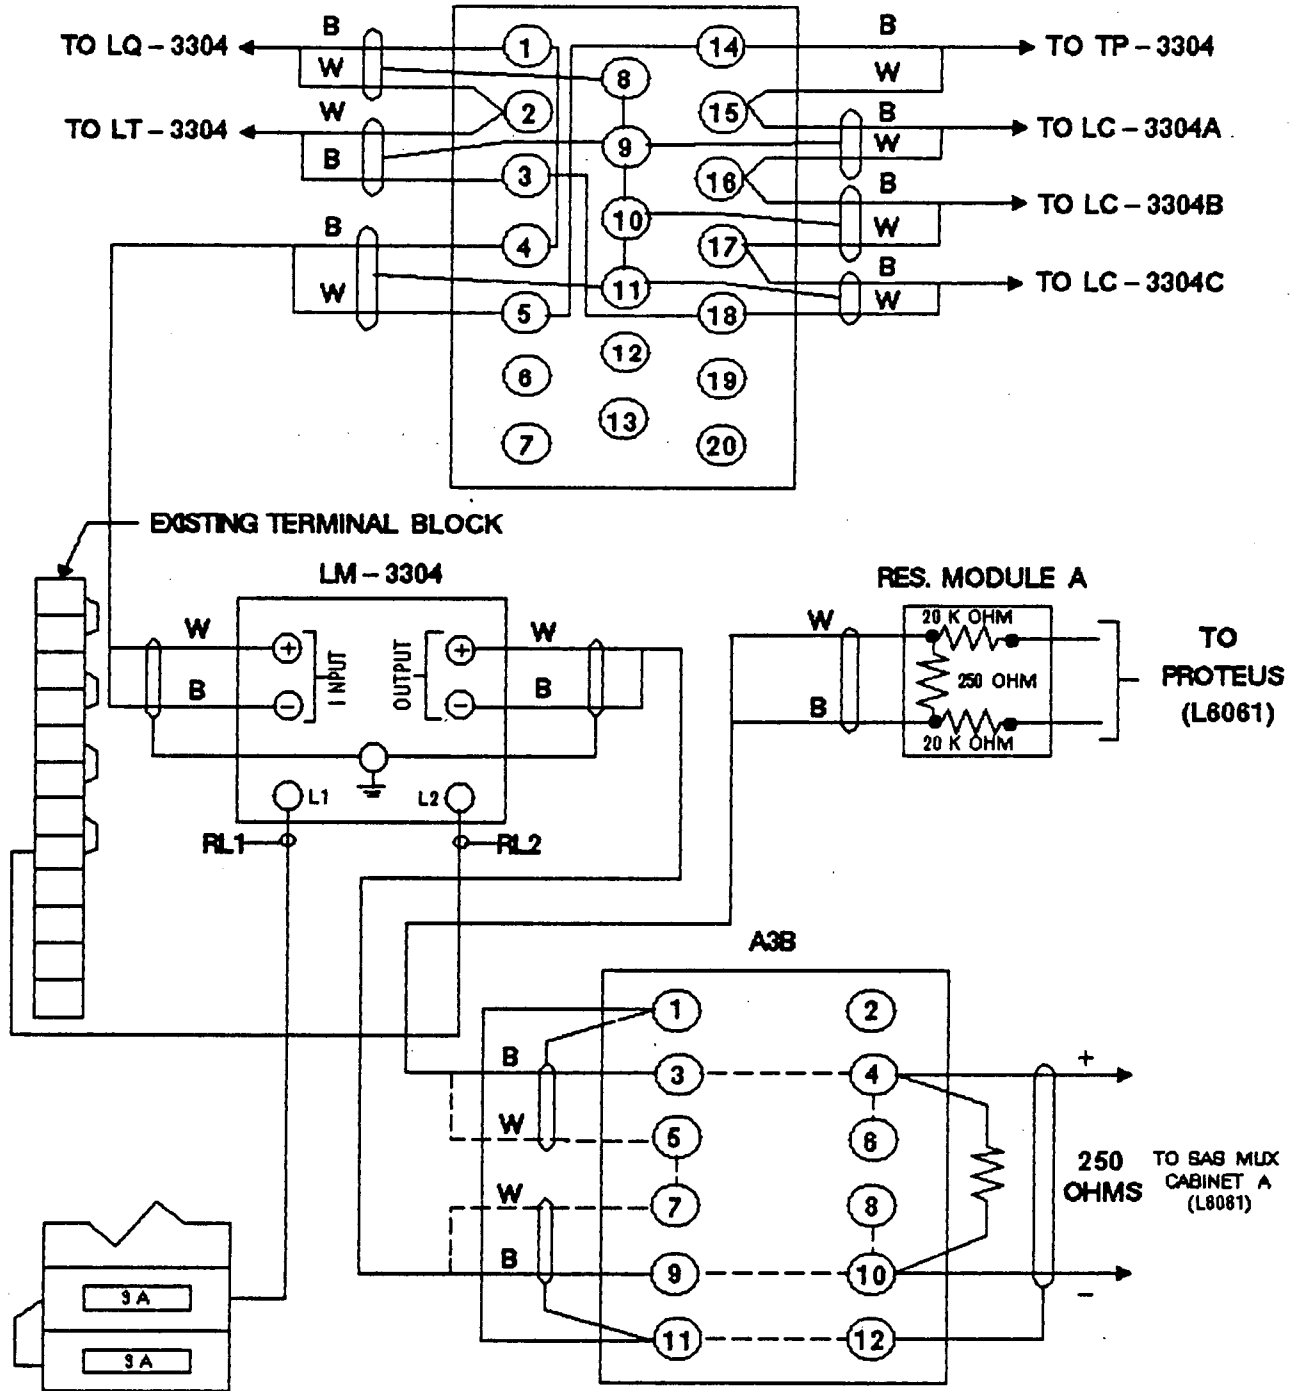 B
TO LQ – 3304
W
W
TO LT – 3304
B
B
W
1
2
3
4
5
6
7
8
9
10
11
12
13
14
15
16
17
18
19
20
B
TO TP – 3304
W
B
TO LC – 3304A
W
B
TO LC – 3304B
W
B
TO LC – 3304C
W
EXISTING TERMINAL BLOCK
LM – 3304
W
+
INPUT
B
−
OUTPUT
+
W
−
B
L1
L2
RL1
RL2
RES. MODULE A
W
20 K OHM
250 OHM
B
20 K OHM
TO
PROTEUS
(L6061)
A3B
1
2
B
3
4
+
W
5
6
W
7
8
B
9
10
−
11
12
250
OHMS
TO SAS MUX
CABINET A
(L6061)
3 A
3 A